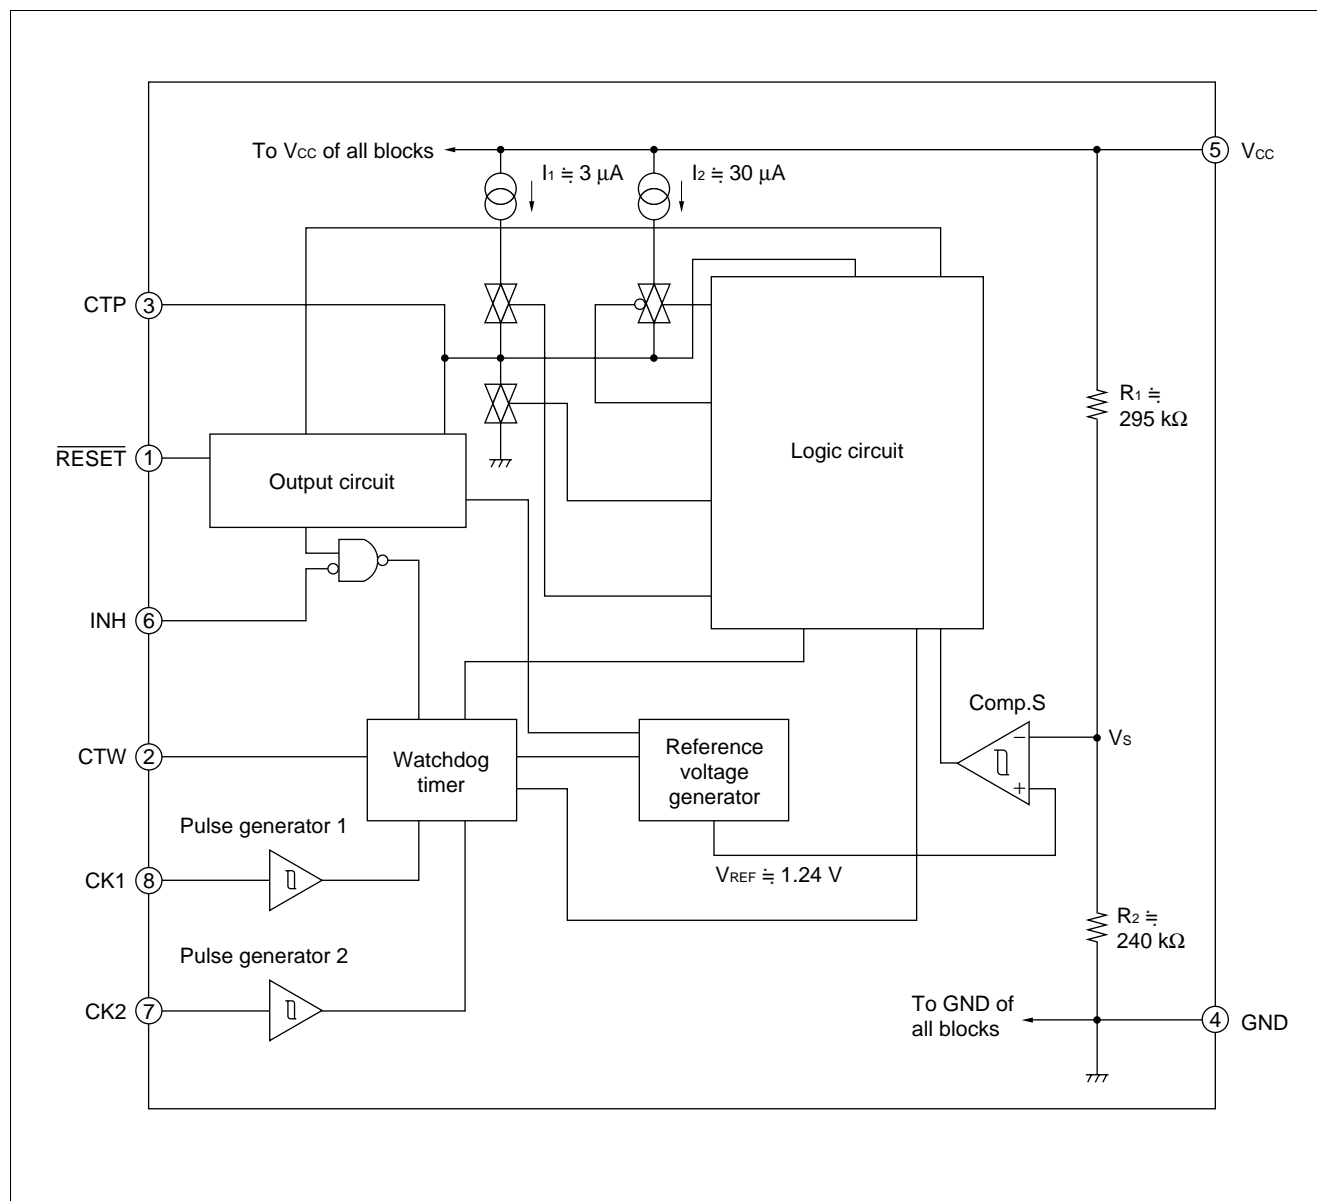 To VCC of all blocks
I1 ≒ 3 μA
I2 ≒ 30 μA
5
VCC
CTP
3
R1 ≒
295 kΩ
Logic circuit
RESET
1
Output circuit
INH
6
Comp.S
−
+
VS
CTW
2
Watchdog
timer
Reference
voltage
generator
Pulse generator 1
VREF ≒ 1.24 V
CK1
8
R2 ≒
240 kΩ
Pulse generator 2
CK2
7
To GND of
all blocks
4
GND